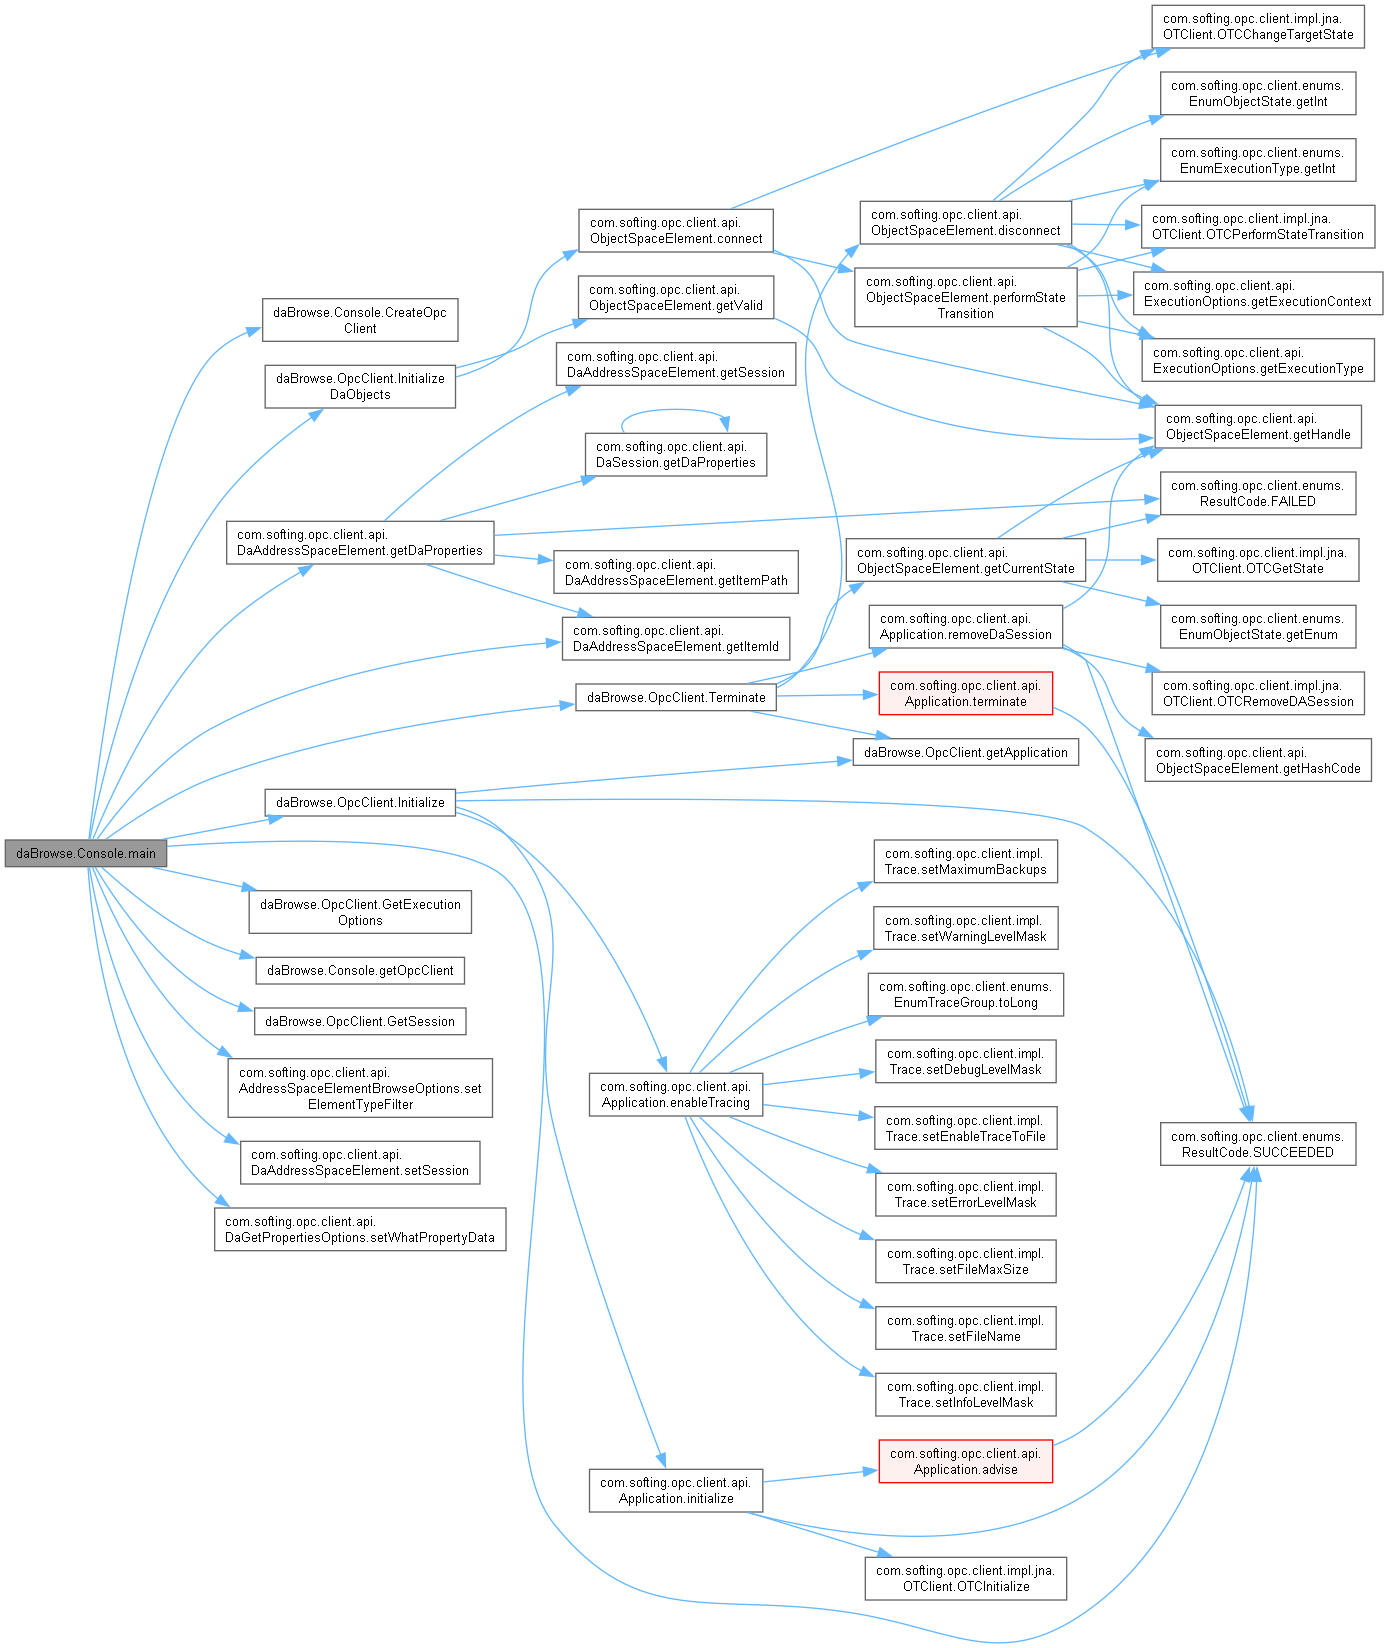 daBrowse.Console.main
daBrowse.Console.CreateOpc
Client
daBrowse.OpcClient.Initialize
DaObjects
com.softing.opc.client.api.
DaAddressSpaceElement.getDaProperties
daBrowse.OpcClient.Initialize
daBrowse.OpcClient.GetExecution
Options
daBrowse.Console.getOpcClient
daBrowse.OpcClient.GetSession
com.softing.opc.client.api.
AddressSpaceElementBrowseOptions.set
ElementTypeFilter
com.softing.opc.client.api.
DaAddressSpaceElement.setSession
com.softing.opc.client.api.
DaGetPropertiesOptions.setWhatPropertyData
com.softing.opc.client.api.
ObjectSpaceElement.connect
com.softing.opc.client.api.
ObjectSpaceElement.getValid
com.softing.opc.client.api.
DaAddressSpaceElement.getSession
com.softing.opc.client.api.
DaSession.getDaProperties
com.softing.opc.client.api.
DaAddressSpaceElement.getItemPath
com.softing.opc.client.api.
DaAddressSpaceElement.getItemId
daBrowse.OpcClient.Terminate
com.softing.opc.client.api.
Application.enableTracing
com.softing.opc.client.api.
Application.initialize
com.softing.opc.client.api.
ObjectSpaceElement.disconnect
com.softing.opc.client.api.
ObjectSpaceElement.performState
Transition
com.softing.opc.client.api.
ObjectSpaceElement.getCurrentState
com.softing.opc.client.api.
Application.removeDaSession
com.softing.opc.client.api.
Application.terminate
daBrowse.OpcClient.getApplication
com.softing.opc.client.impl.
Trace.setMaximumBackups
com.softing.opc.client.impl.
Trace.setWarningLevelMask
com.softing.opc.client.enums.
EnumTraceGroup.toLong
com.softing.opc.client.impl.
Trace.setDebugLevelMask
com.softing.opc.client.impl.
Trace.setEnableTraceToFile
com.softing.opc.client.impl.
Trace.setErrorLevelMask
com.softing.opc.client.impl.
Trace.setFileMaxSize
com.softing.opc.client.impl.
Trace.setFileName
com.softing.opc.client.impl.
Trace.setInfoLevelMask
com.softing.opc.client.api.
Application.advise
com.softing.opc.client.impl.jna.
OTClient.OTCInitialize
com.softing.opc.client.impl.jna.
OTClient.OTCChangeTargetState
com.softing.opc.client.enums.
EnumObjectState.getInt
com.softing.opc.client.enums.
EnumExecutionType.getInt
com.softing.opc.client.impl.jna.
OTClient.OTCPerformStateTransition
com.softing.opc.client.api.
ExecutionOptions.getExecutionContext
com.softing.opc.client.api.
ExecutionOptions.getExecutionType
com.softing.opc.client.api.
ObjectSpaceElement.getHandle
com.softing.opc.client.enums.
ResultCode.FAILED
com.softing.opc.client.impl.jna.
OTClient.OTCGetState
com.softing.opc.client.enums.
EnumObjectState.getEnum
com.softing.opc.client.impl.jna.
OTClient.OTCRemoveDASession
com.softing.opc.client.api.
ObjectSpaceElement.getHashCode
com.softing.opc.client.enums.
ResultCode.SUCCEEDED